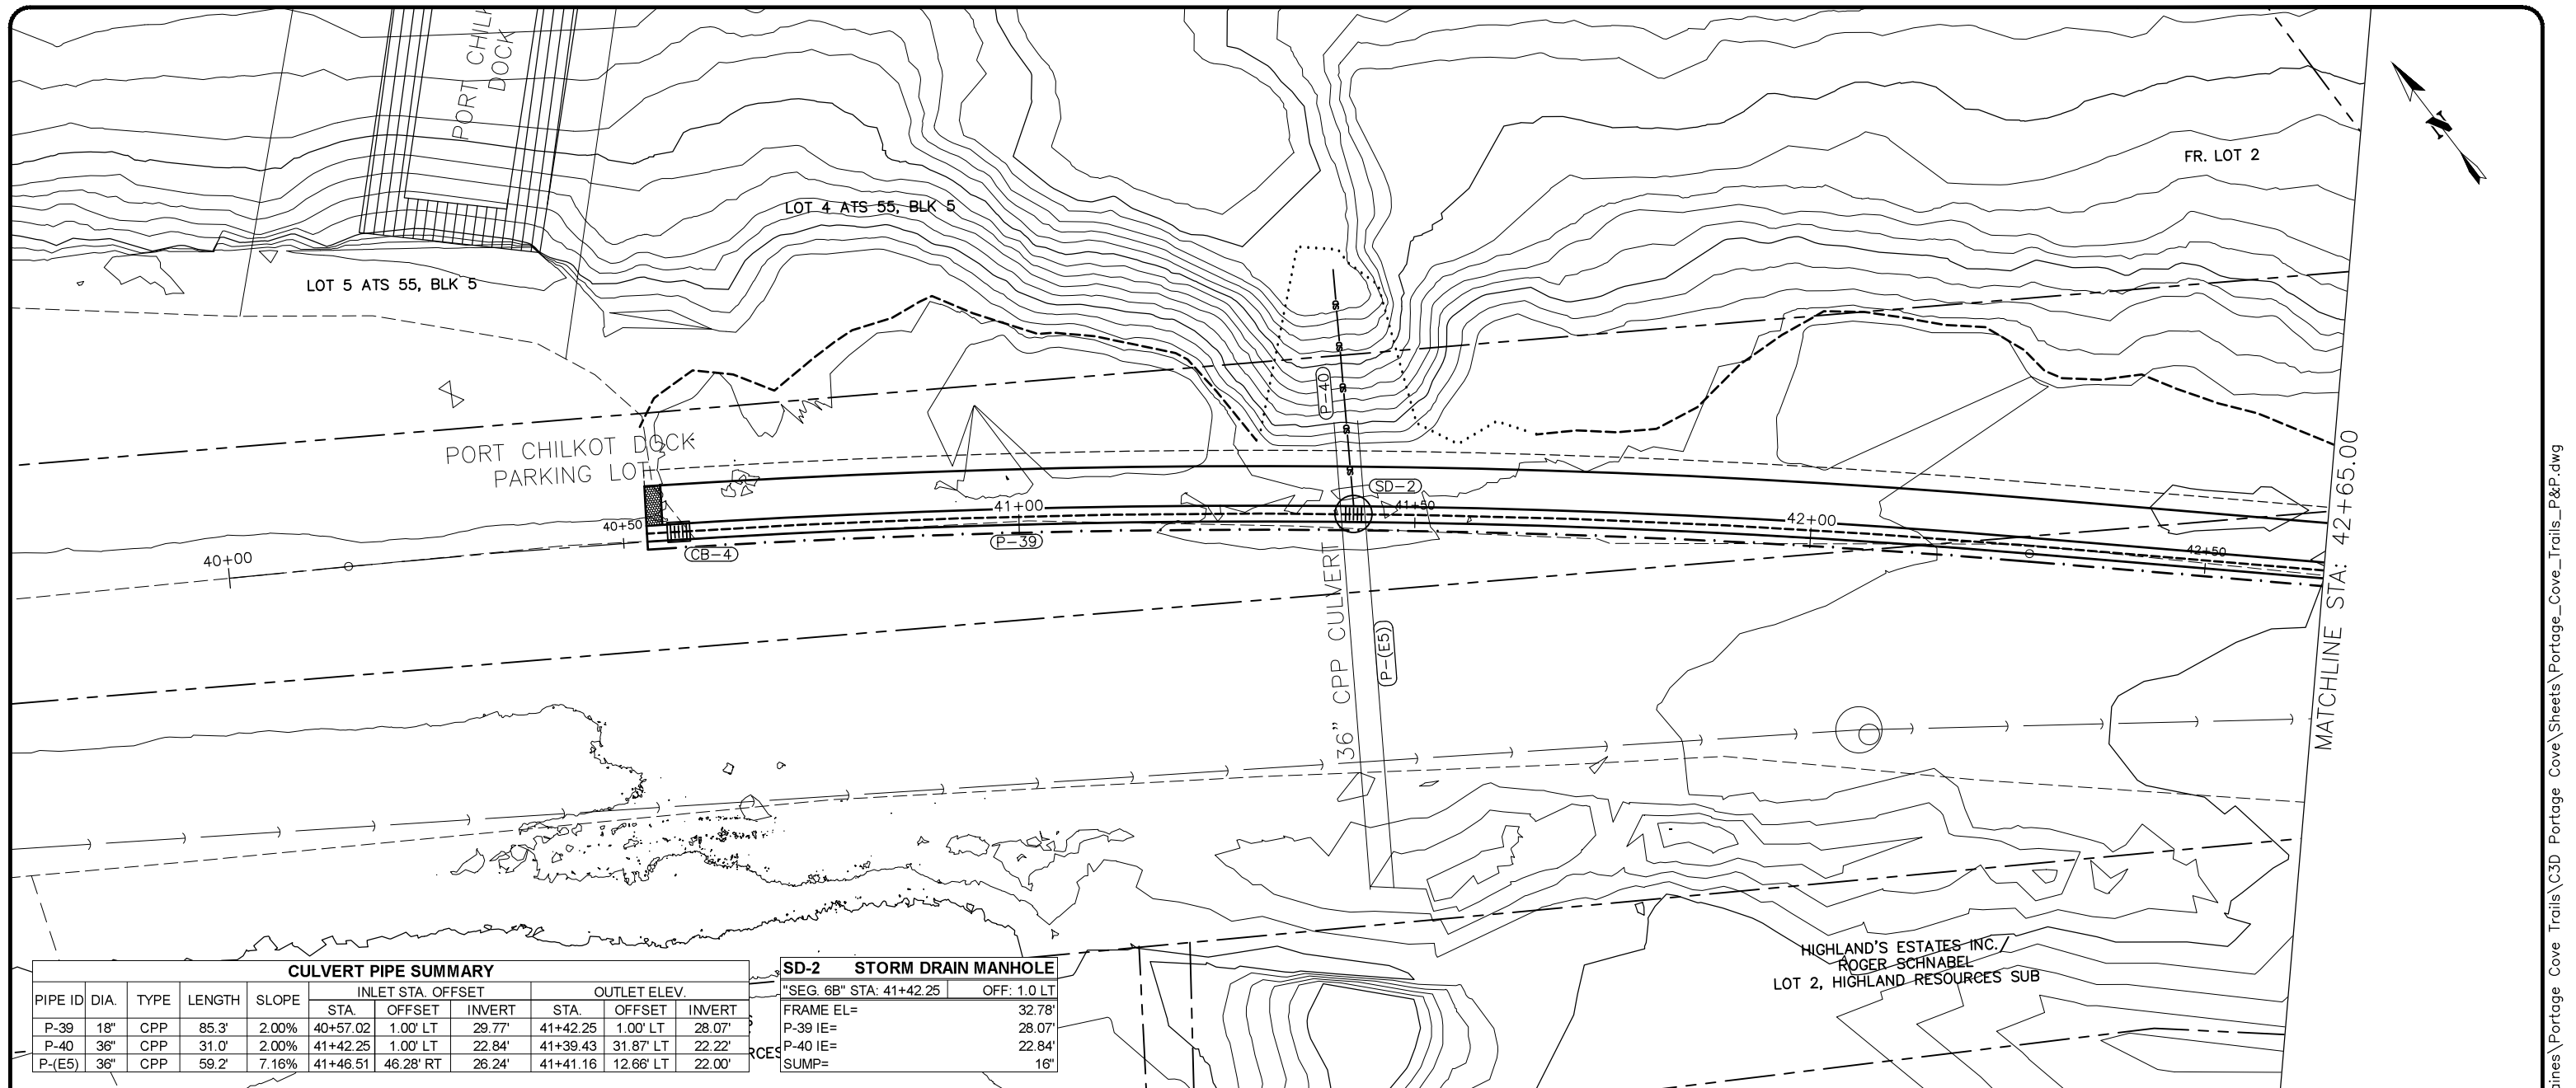 PORT CHILK
DOCK
FR. LOT 2
LOT 4 ATS 55, BLK 5
LOT 5 ATS 55, BLK 5
N
P-40
PORT CHILKOT DOCK
PARKING LOT
SD-2
40+00
40+50
41+00
41+50
42+00
42+50
CB-4
P-39
36" CPP CULVERT
P-(E5)
MATCHLINE STA: 42+65.00
HIGHLAND'S ESTATES INC./
ROGER SCHNABEL
LOT 2, HIGHLAND RESOURCES SUB
CULVERT PIPE SUMMARY
PIPE ID DIA. TYPE LENGTH SLOPE INLET STA. OFFSET OUTLET ELEV.
STA. OFFSET INVERT STA. OFFSET INVERT
P-39 18" CPP 85.3' 2.00% 40+57.02 1.00' LT 29.77' 41+42.25 1.00' LT 28.07'
P-40 36" CPP 31.0' 2.00% 41+42.25 1.00' LT 22.84' 41+39.43 31.87' LT 22.22'
P-(E5) 36" CPP 59.2' 7.16% 41+46.51 46.28' RT 26.24' 41+41.16 12.66' LT 22.00'
RCES
SD-2 STORM DRAIN MANHOLE
"SEG. 6B" STA: 41+42.25 OFF: 1.0 LT
FRAME EL= 32.78'
P-39 IE= 28.07'
P-40 IE= 22.84'
SUMP= 16"
aines\Portage Cove Trails\C3D Portage Cove\Sheets\Portage_Cove_Trails_P&P.dwg